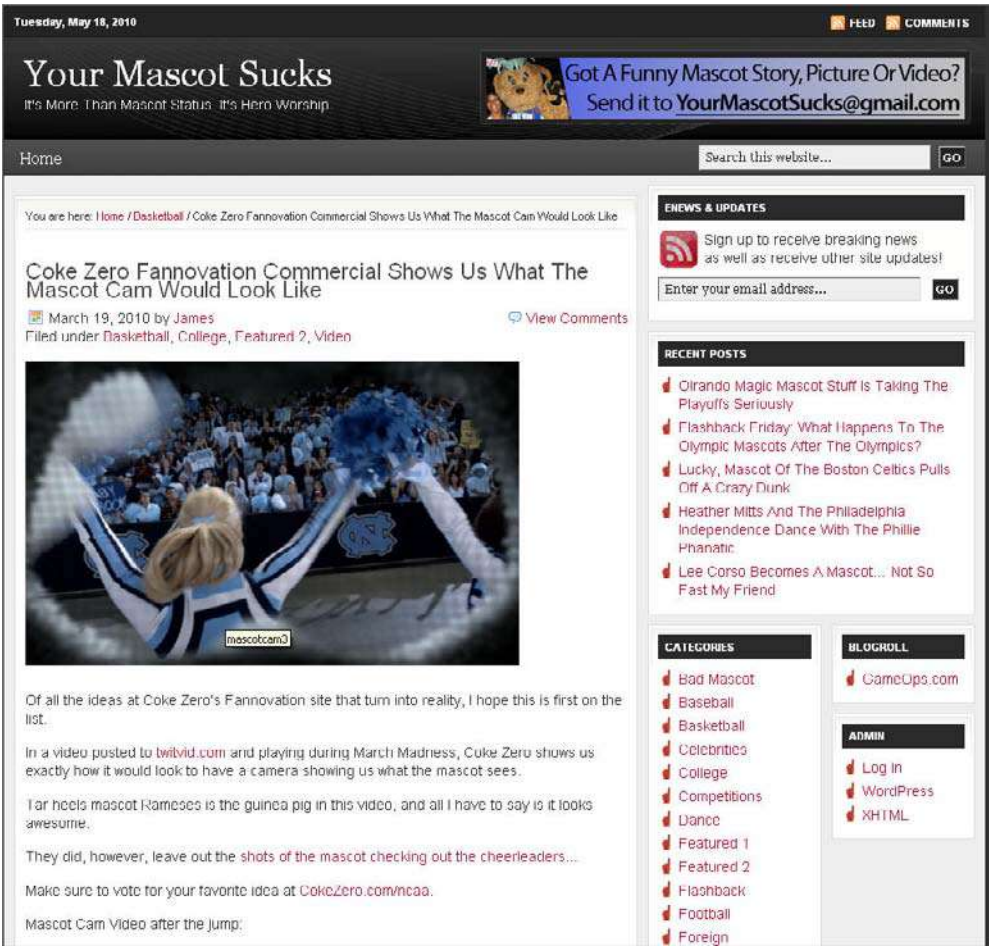 Tuesday, May 18, 2010
FEED COMMENTS
Your Mascot Sucks
It's More Than Mascot Status. It's Hero Worship.
Got A Funny Mascot Story, Picture Or Video?
Send it to YourMascotSucks@gmail.com
Home
Search this website...
GO
You are here: Home / Basketball / Coke Zero Fannovation Commercial Shows Us What The Mascot Cam Would Look Like
Coke Zero Fannovation Commercial Shows Us What The
Mascot Cam Would Look Like
March 19, 2010 by James
View Comments
Filed under Basketball, College, Featured 2, Video
mascotcam3
Of all the ideas at Coke Zero's Fannovation site that turn into reality, I hope this is first on the
list.
In a video posted to twitvid.com and playing during March Madness, Coke Zero shows us
exactly how it would look to have a camera showing us what the mascot sees.
Tar heels mascot Rameses is the guinea pig in this video, and all I have to say is it looks
awesome.
They did, however, leave out the shots of the mascot checking out the cheerleaders...
Make sure to vote for your favorite idea at CokeZero.com/ncaa.
Mascot Cam Video after the jump:
ENEWS & UPDATES
Sign up to receive breaking news
as well as receive other site updates!
Enter your email address...
GO
RECENT POSTS
Olrando Magic Mascot Stuff Is Taking The
Playoffs Seriously
Flashback Friday: What Happens To The
Olympic Mascots After The Olympics?
Lucky, Mascot Of The Boston Celtics Pulls
Off A Crazy Dunk
Heather Mitts And The Philadelphia
Independence Dance With The Phillie
Phanatic
Lee Corso Becomes A Mascot... Not So
Fast My Friend
CATEGORIES
Bad Mascot
Baseball
Basketball
Celebrities
College
Competitions
Dance
Featured 1
Featured 2
Flashback
Football
Foreign
BLOGROLL
GameOps.com
ADMIN
Log in
WordPress
XHTML